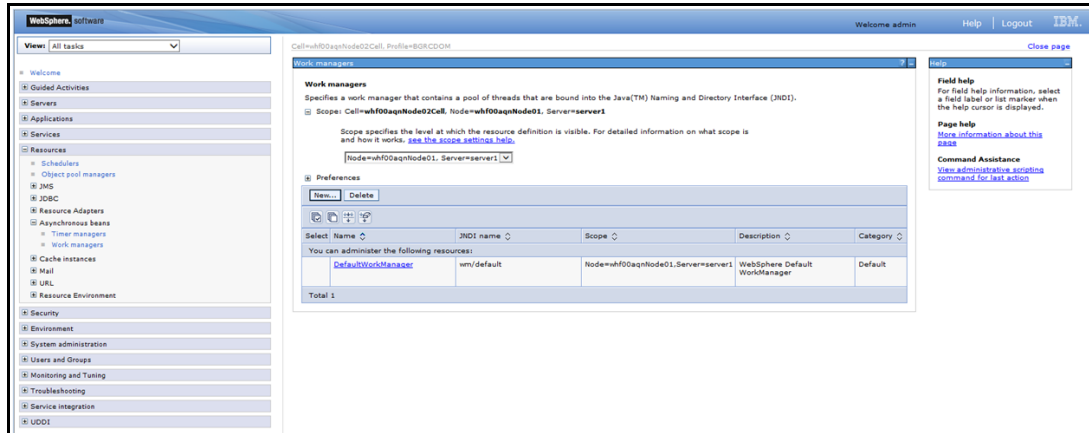 WebSphere. software
Welcome admin
Help | Logout
IBM.
View: All tasks
Cell=whf00aqnNode02Cell, Profile=BGRCDOM
Close page
Welcome
Guided Activities
Servers
Applications
Services
Resources
Schedulers
Object pool managers
JMS
JDBC
Resource Adapters
Asynchronous beans
Timer managers
Work managers
Cache instances
Mail
URL
Resource Environment
Security
Environment
System administration
Users and Groups
Monitoring and Tuning
Troubleshooting
Service integration
UDDI
Work managers
? -
Work managers
Specifies a work manager that contains a pool of threads that are bound into the Java(TM) Naming and Directory Interface (JNDI).
Scope: Cell=whf00aqnNode02Cell, Node=whf00aqnNode01, Server=server1
Scope specifies the level at which the resource definition is visible. For detailed information on what scope is
and how it works, see the scope settings help.
Node=whf00aqnNode01, Server=server1
Preferences
New... Delete
Select Name JNDI name Scope Description Category
You can administer the following resources:
DefaultWorkManager wm/default Node=whf00aqnNode01,Server=server1 WebSphere Default Default
WorkManager
Total 1
Help
Field help
For field help information, select
a field label or list marker when
the help cursor is displayed.
Page help
More information about this
page
Command Assistance
View administrative scripting
command for last action